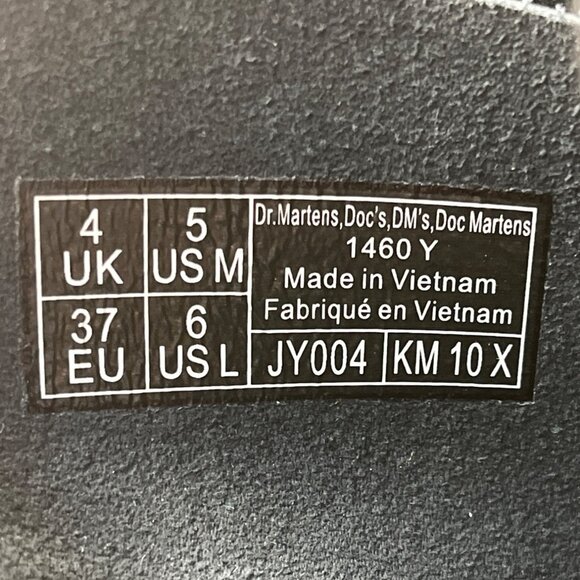 4 UK
5 US M
37 EU
6 US L
Dr.Martens,Doc's,DM's,Doc Martens
1460 Y
Made in Vietnam
Fabriqué en Vietnam
JY004
KM 10 X